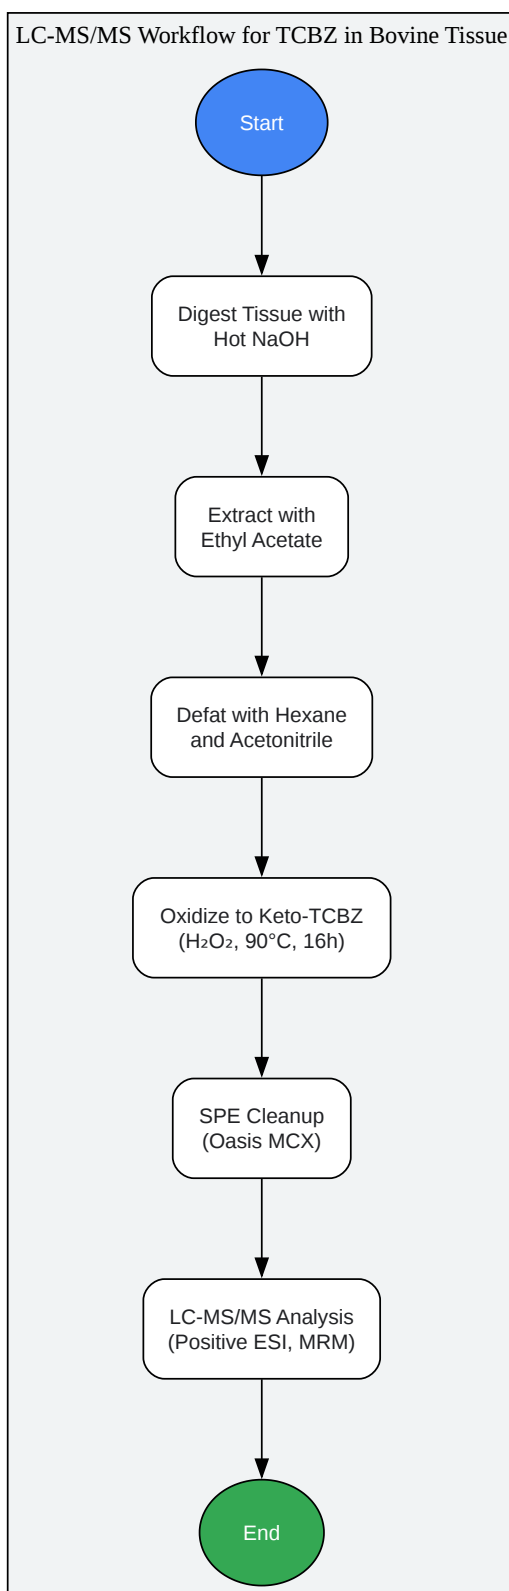 LC-MS/MS Workflow for TCBZ in Bovine Tissue
Start
Digest Tissue with
Hot NaOH
Extract with
Ethyl Acetate
Defat with Hexane
and Acetonitrile
Oxidize to Keto-TCBZ
(H₂O₂, 90°C, 16h)
SPE Cleanup
(Oasis MCX)
LC-MS/MS Analysis
(Positive ESI, MRM)
End